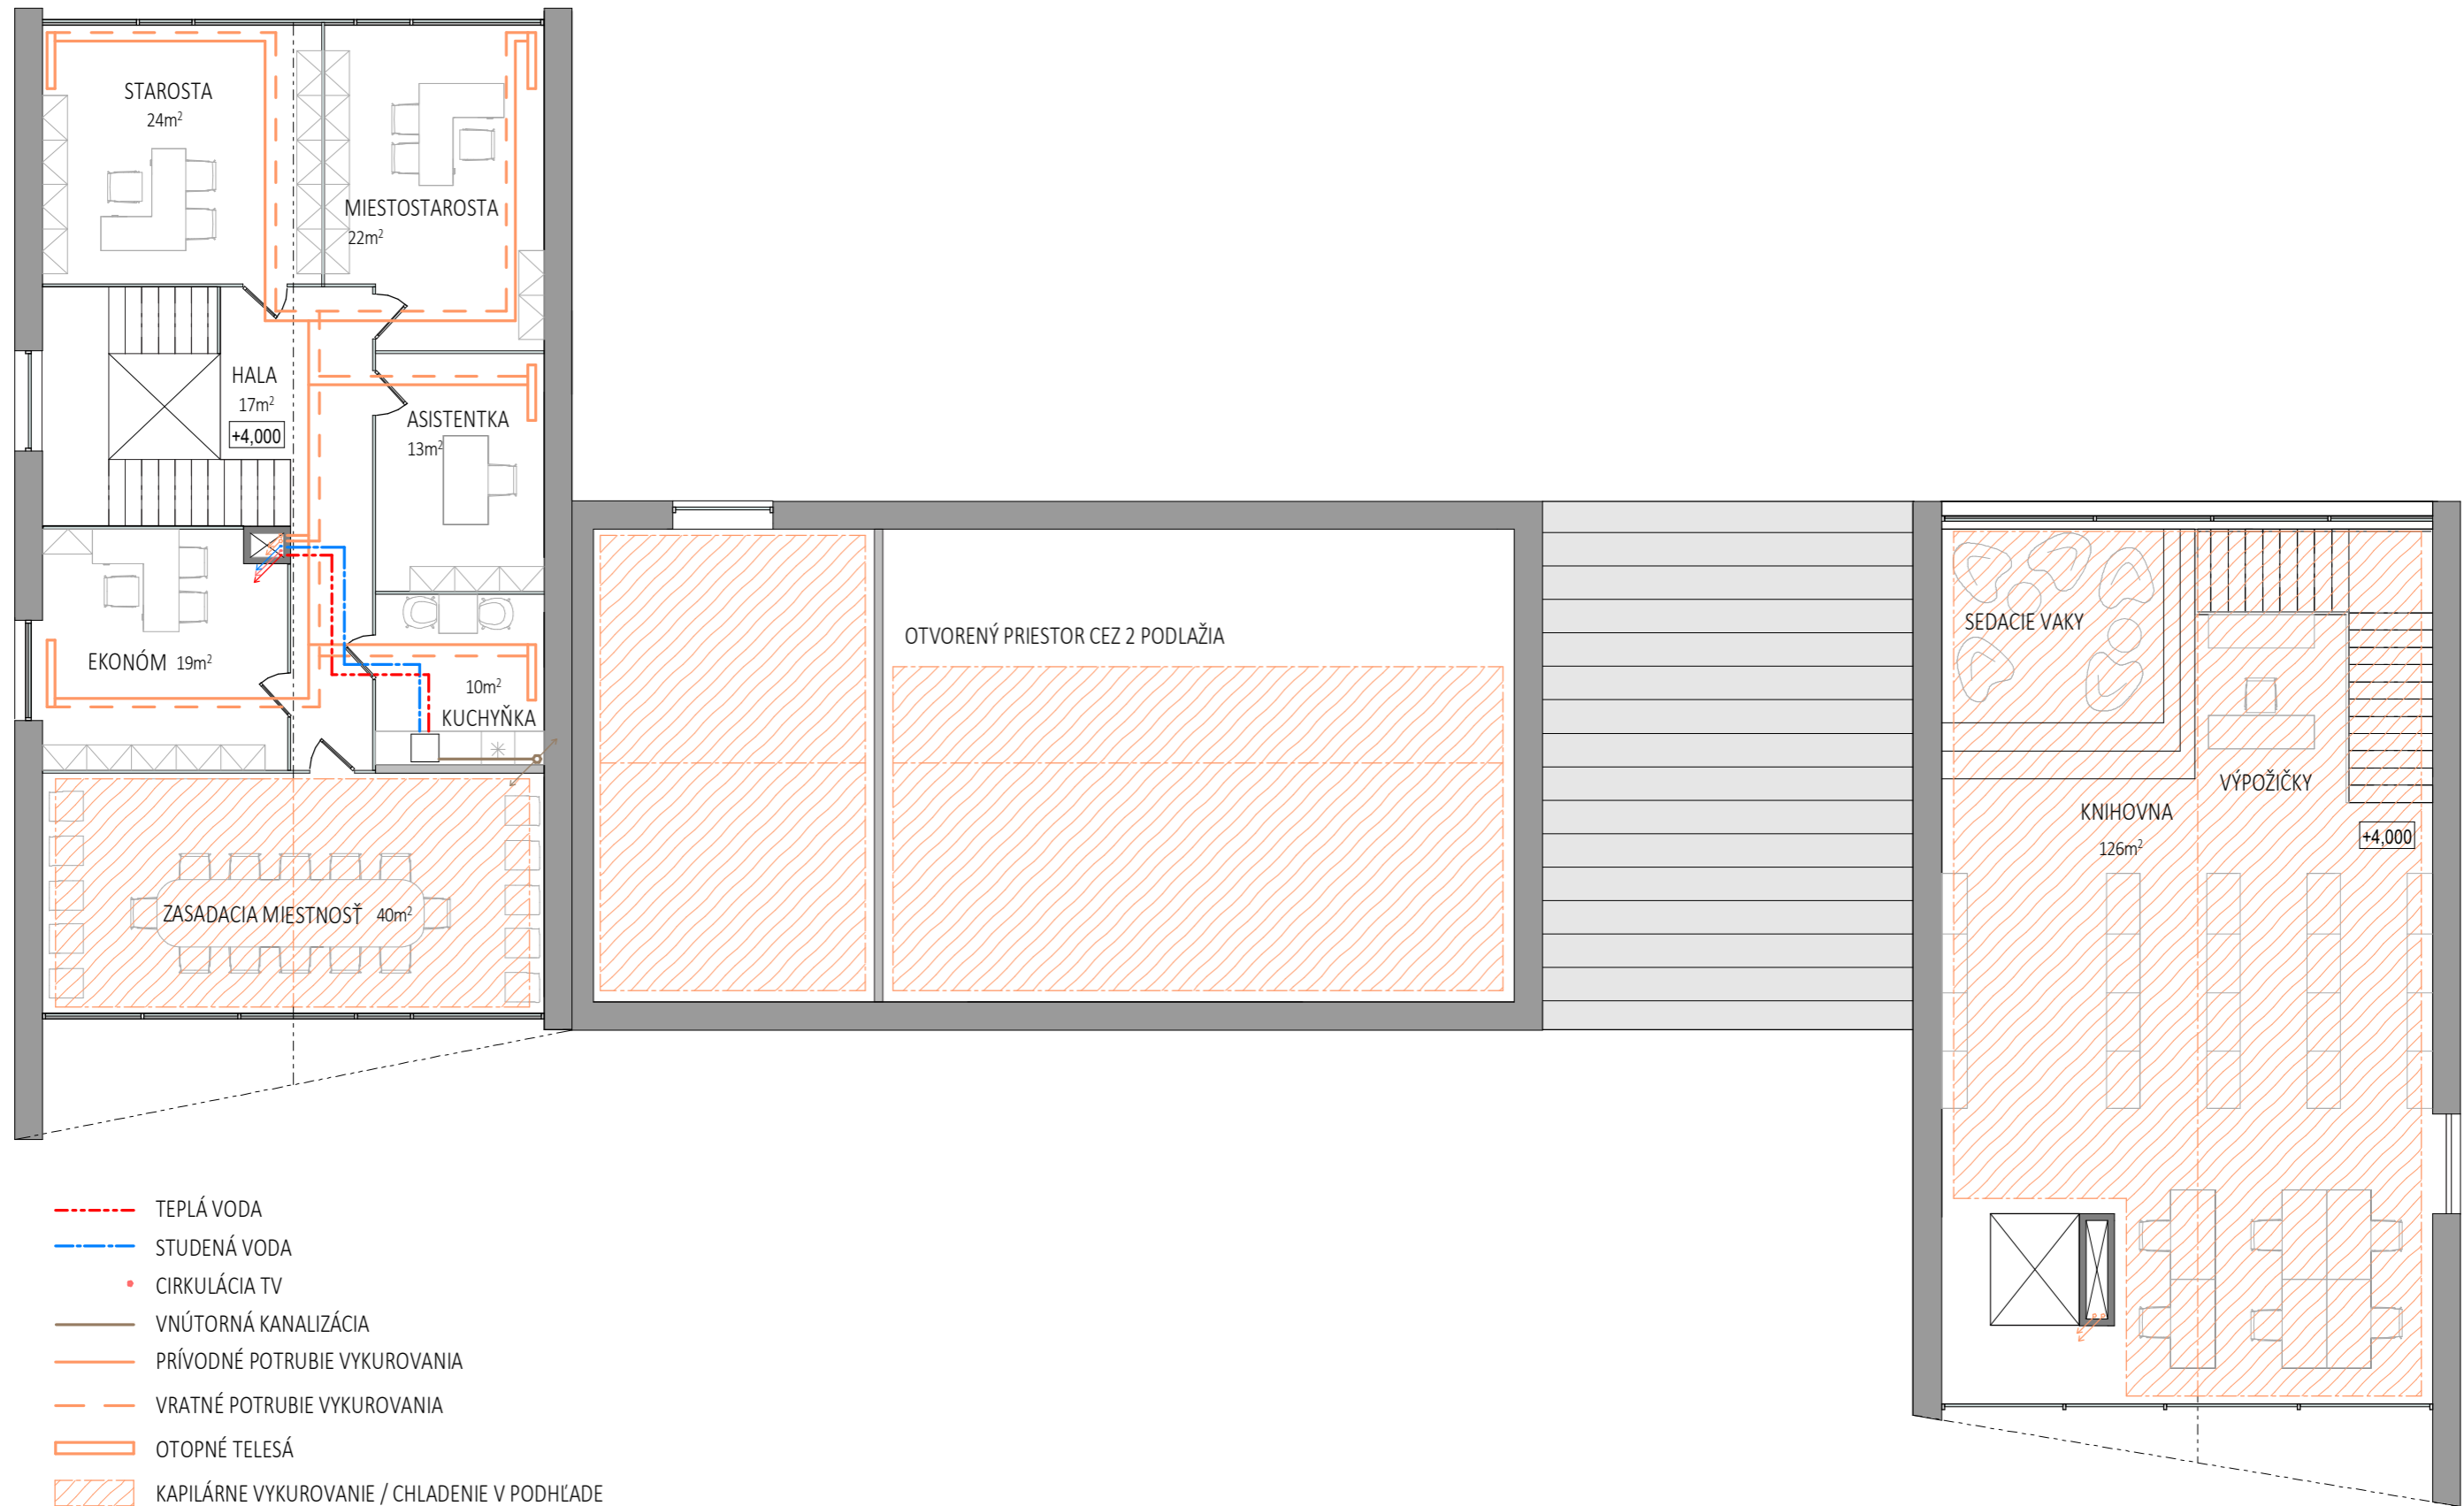 STAROSTA
24m²
MIESTOSTAROSTA
22m²
HALA
17m²
+4,000
ASISTENTKA
13m²
EKONÓM 19m²
10m²
KUCHYŇKA
ZASADACIA MIESTNOSŤ 40m²
OTVORENÝ PRIESTOR CEZ 2 PODLAŽIA
SEDACIE VAKY
VÝPOŽIČKY
KNIHOVNA
126m²
+4,000
TEPLÁ VODA
STUDENÁ VODA
CIRKULÁCIA TV
VNÚTORNÁ KANALIZÁCIA
PRÍVODNÉ POTRUBIE VYKUROVANIA
VRATNÉ POTRUBIE VYKUROVANIA
OTOPNÉ TELESÁ
KAPILÁRNE VYKUROVANIE / CHLADENIE V PODHĽADE